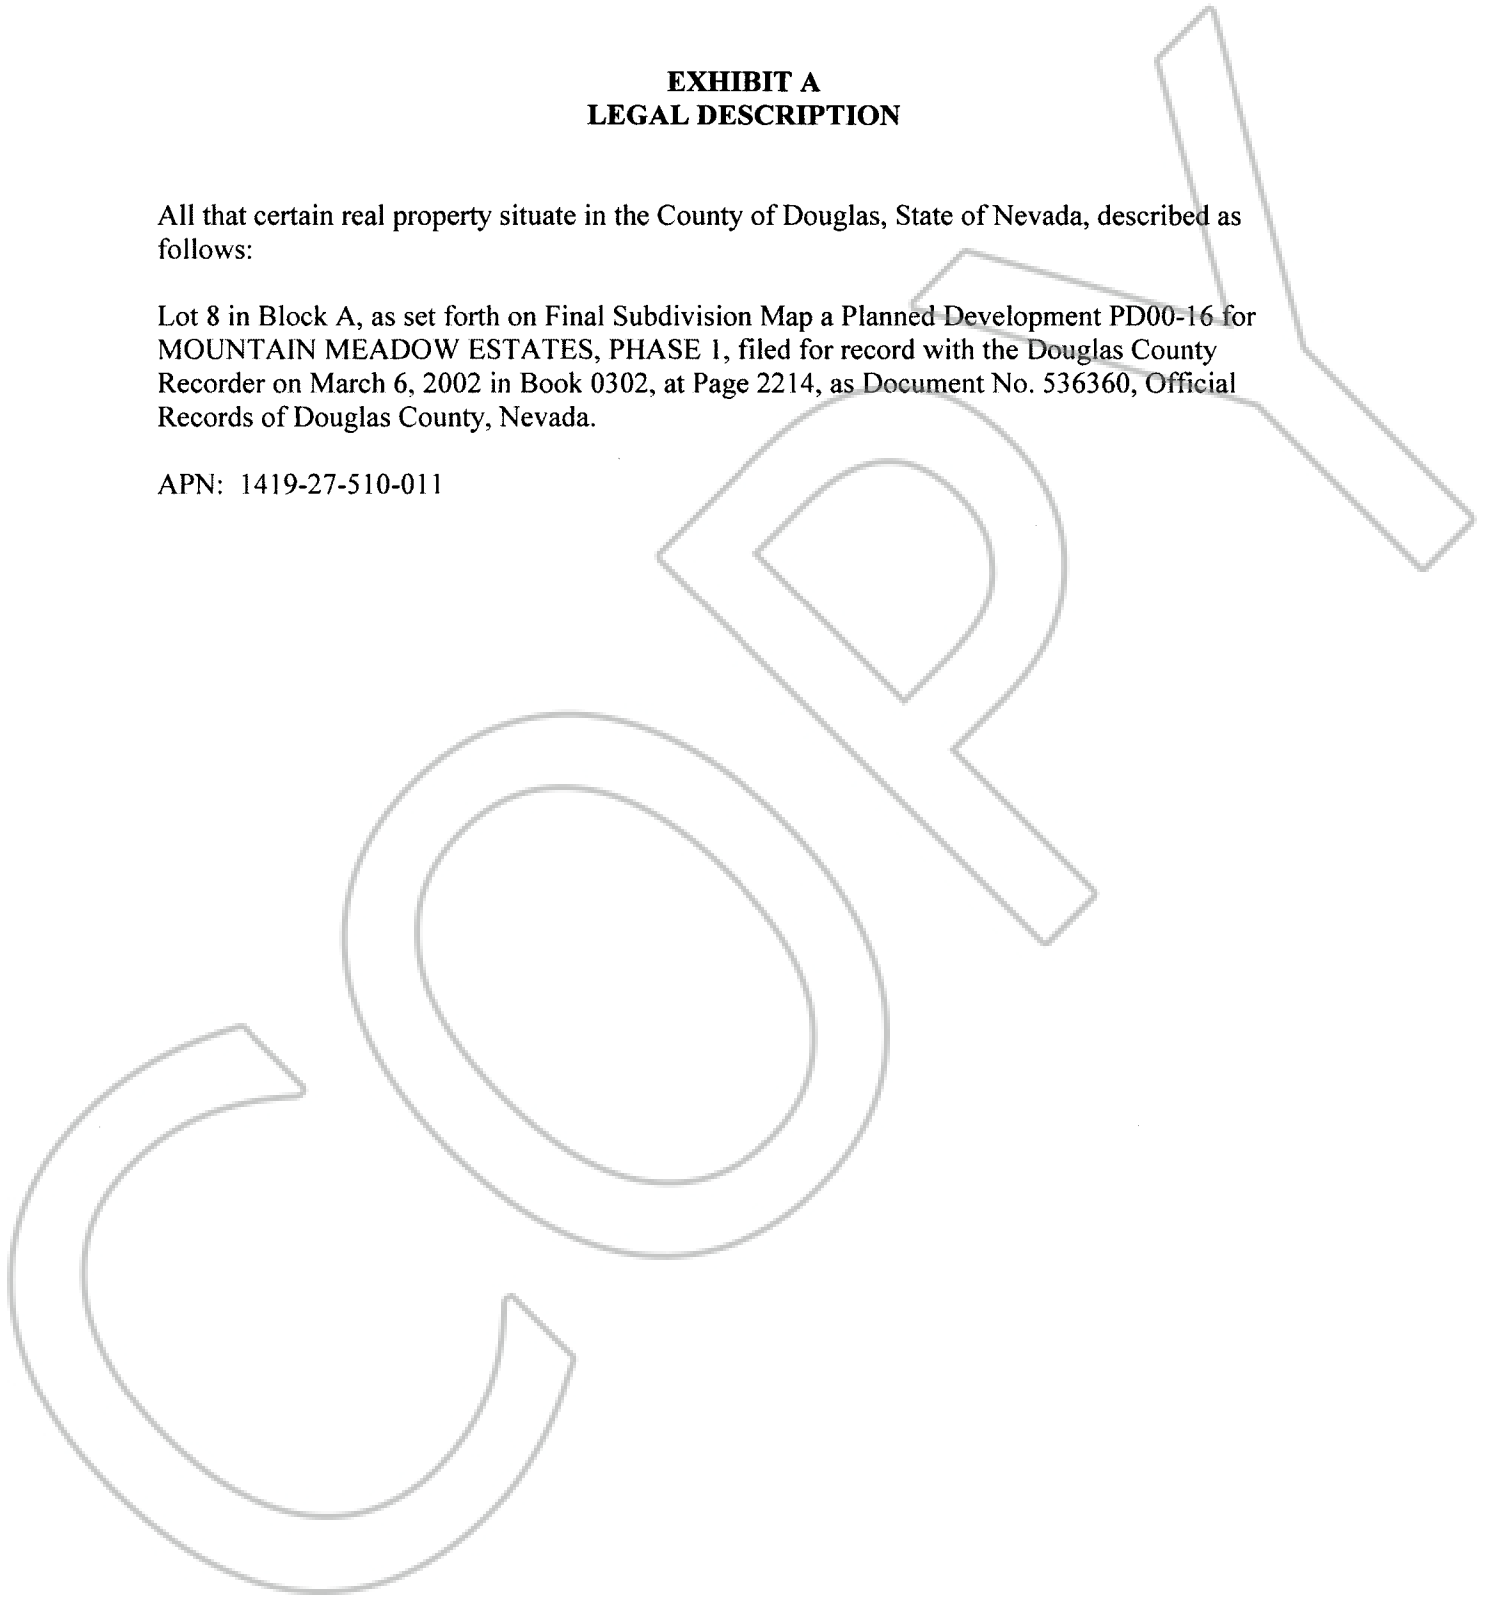 EXHIBIT A
LEGAL DESCRIPTION
All that certain real property situate in the County of Douglas, State of Nevada, described as
follows:
Lot 8 in Block A, as set forth on Final Subdivision Map a Planned Development PD00-16 for
MOUNTAIN MEADOW ESTATES, PHASE 1, filed for record with the Douglas County
Recorder on March 6, 2002 in Book 0302, at Page 2214, as Document No. 536360, Official
Records of Douglas County, Nevada.
APN: 1419-27-510-011
COPY